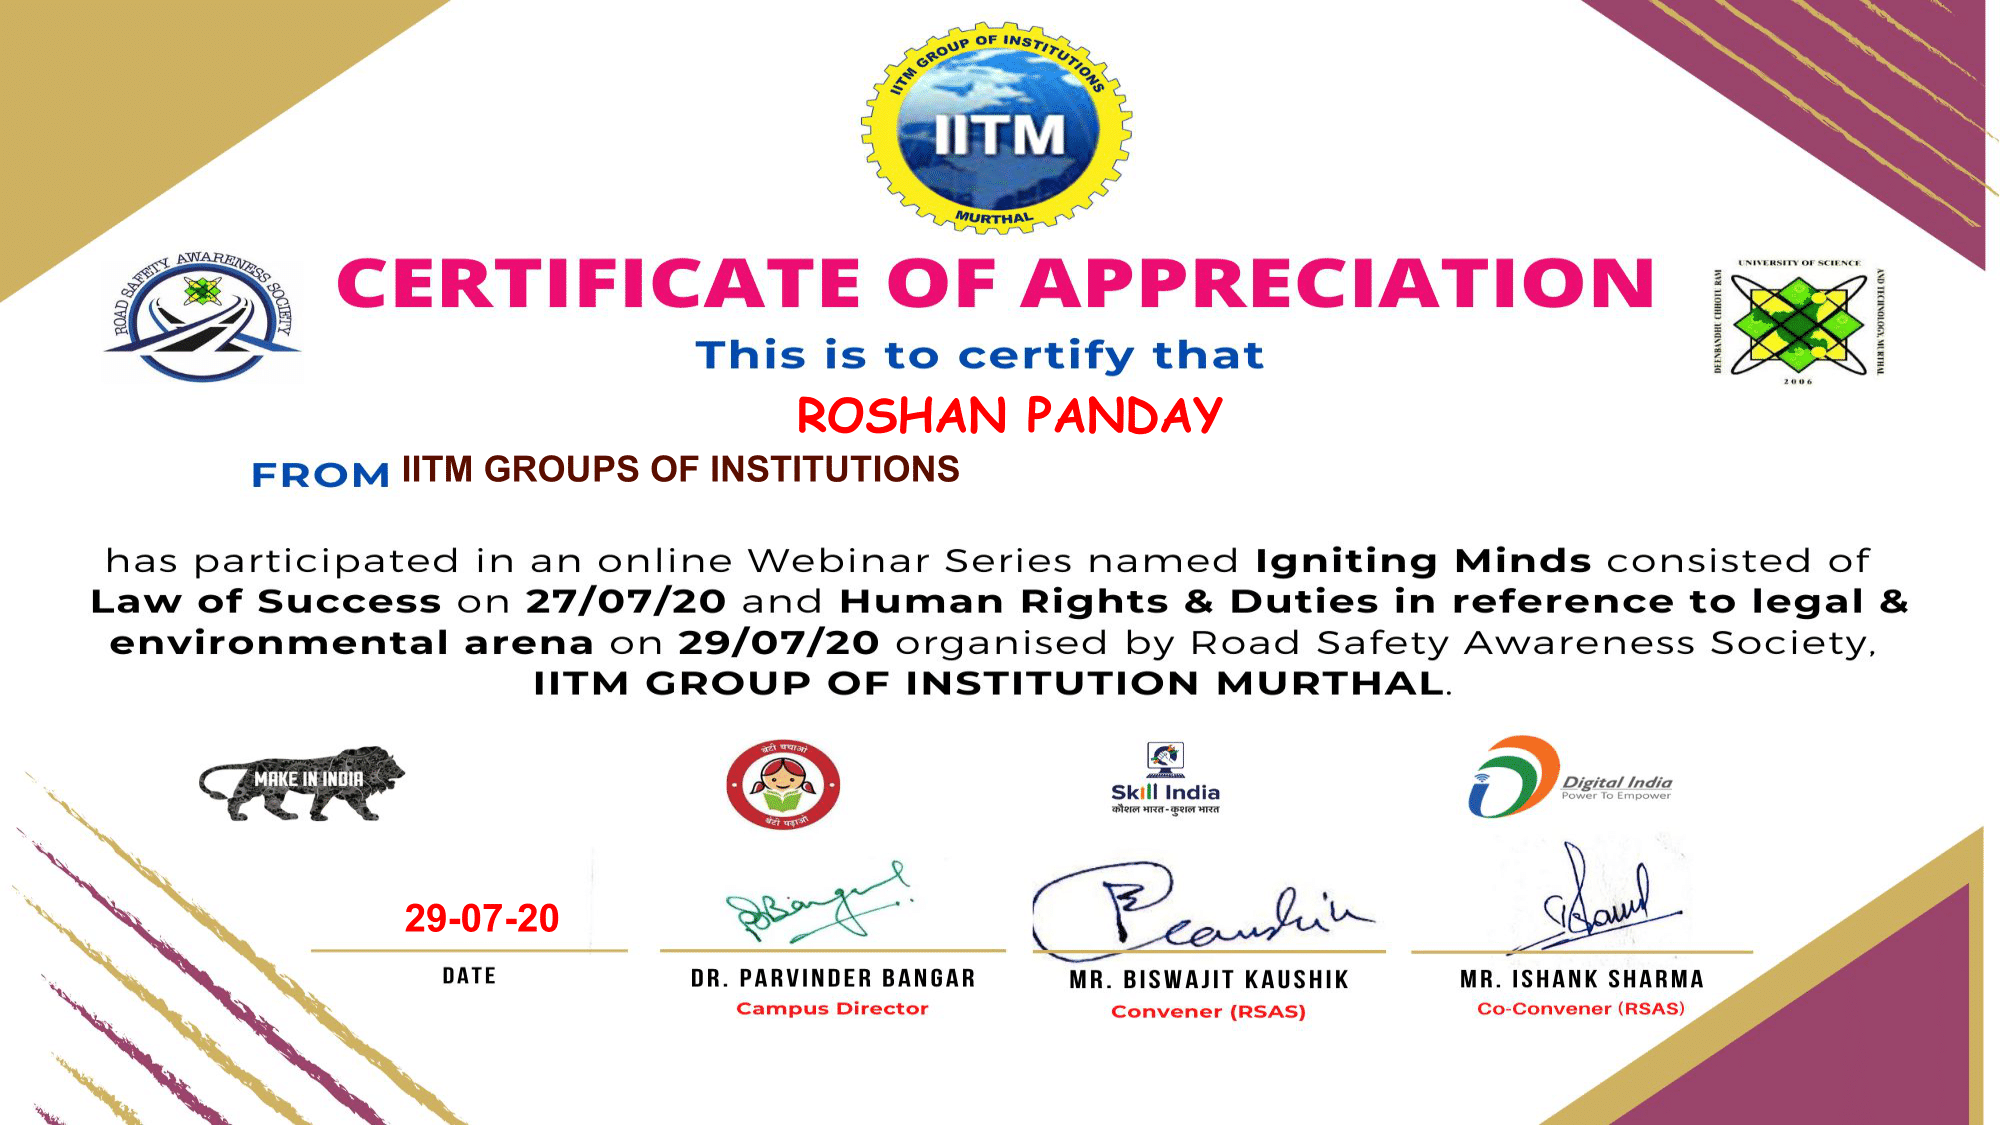 IITM GROUP OF INSTITUTIONS
IITM
MURTHAL
ROAD SAFETY AWARENESS SOCIETY
CERTIFICATE OF APPRECIATION
UNIVERSITY OF SCIENCE
AND TECHNOLOGY, MURTHAL
DEENBANDHU CHHOTU RAM
2006
This is to certify that
ROSHAN PANDAY
FROM IITM GROUPS OF INSTITUTIONS
has participated in an online Webinar Series named Igniting Minds consisted of
Law of Success on 27/07/20 and Human Rights & Duties in reference to legal &
environmental arena on 29/07/20 organised by Road Safety Awareness Society,
IITM GROUP OF INSTITUTION MURTHAL.
MAKE IN INDIA
बेटी बचाओ
बेटी पढ़ाओ
Skill India
कौशल भारत-कुशल भारत
Digital India
Power To Empower
29-07-20
DATE
DR. PARVINDER BANGAR
Campus Director
MR. BISWAJIT KAUSHIK
Convener (RSAS)
MR. ISHANK SHARMA
Co-Convener (RSAS)